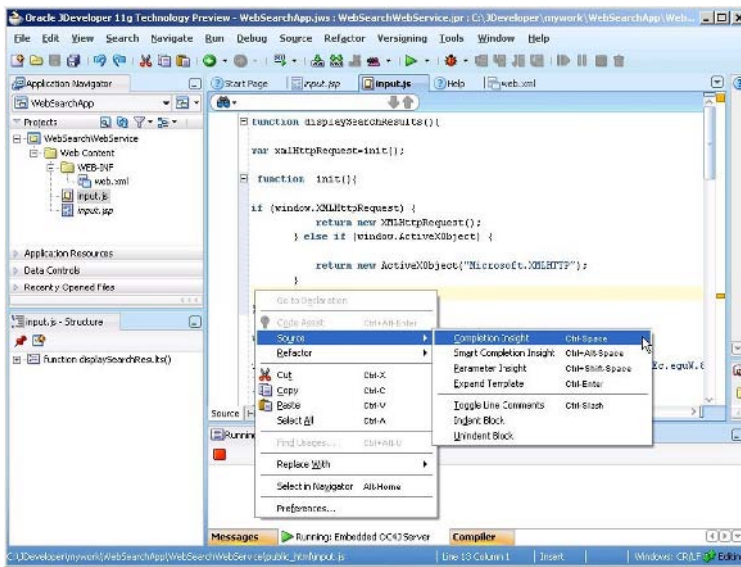 Oracle JDeveloper 11g Technology Preview - WebSearchApp.jws : WebSearchWebService.jpr : C:\JDeveloper\mywork\WebSearchApp\Web...
File Edit View Search Navigate Run Debug Source Refactor Versioning Tools Window Help
Application Navigator
Start Page input.jsp input.js Help web.xml
WebSearchApp
Projects
WebSearchWebService
Web Content
WEB-INF
web.xml
input.js
input.jsp
Application Resources
Data Controls
Recently Opened Files
function displaySearchResults(){
var xmlHttpRequest=init();
function init(){
if (window.XMLHttpRequest) {
return new XMLHttpRequest();
} else if (window.ActiveXObject) {
return new ActiveXObject("Microsoft.XMLHTTP");
}
input.js - Structure
function displaySearchResults()
Go to Declaration
Code Assist Ctrl+Alt-Enter
Source
Refactor
Cut Ctrl-X
Copy Ctrl-C
Paste Ctrl-V
Select All Ctrl-A
Find Usages... Ctrl+Alt-U
Replace With
Select in Navigator Alt-Home
Preferences...
Completion Insight Ctrl-Space
Smart Completion Insight Ctrl+Alt-Space
Parameter Insight Ctrl+Shift-Space
Expand Template Ctrl-Enter
Toggle Line Comments Ctrl-Slash
Indent Block
Unindent Block
Source
Running
Messages Running: Embedded OC4J Server Compiler
C:\JDeveloper\mywork\WebSearchApp\WebSearchWebService\public_html\input.js Line 13 Column 1 Insert Windows: CR/LF Editing